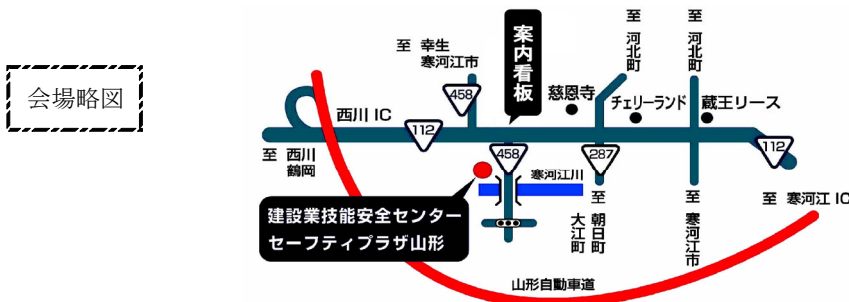 会場略図
至 幸生
寒河江市
458
案内看板
至 河北町
至 河北町
慈恩寺
チェリーランド
蔵王リース
西川 IC
112
至 西川
鶴岡
458
寒河江川
287
112
建設業技能安全センター
セーフティプラザ山形
至 朝日町
大江町
至 寒河江市
至 寒河江 IC
山形自動車道